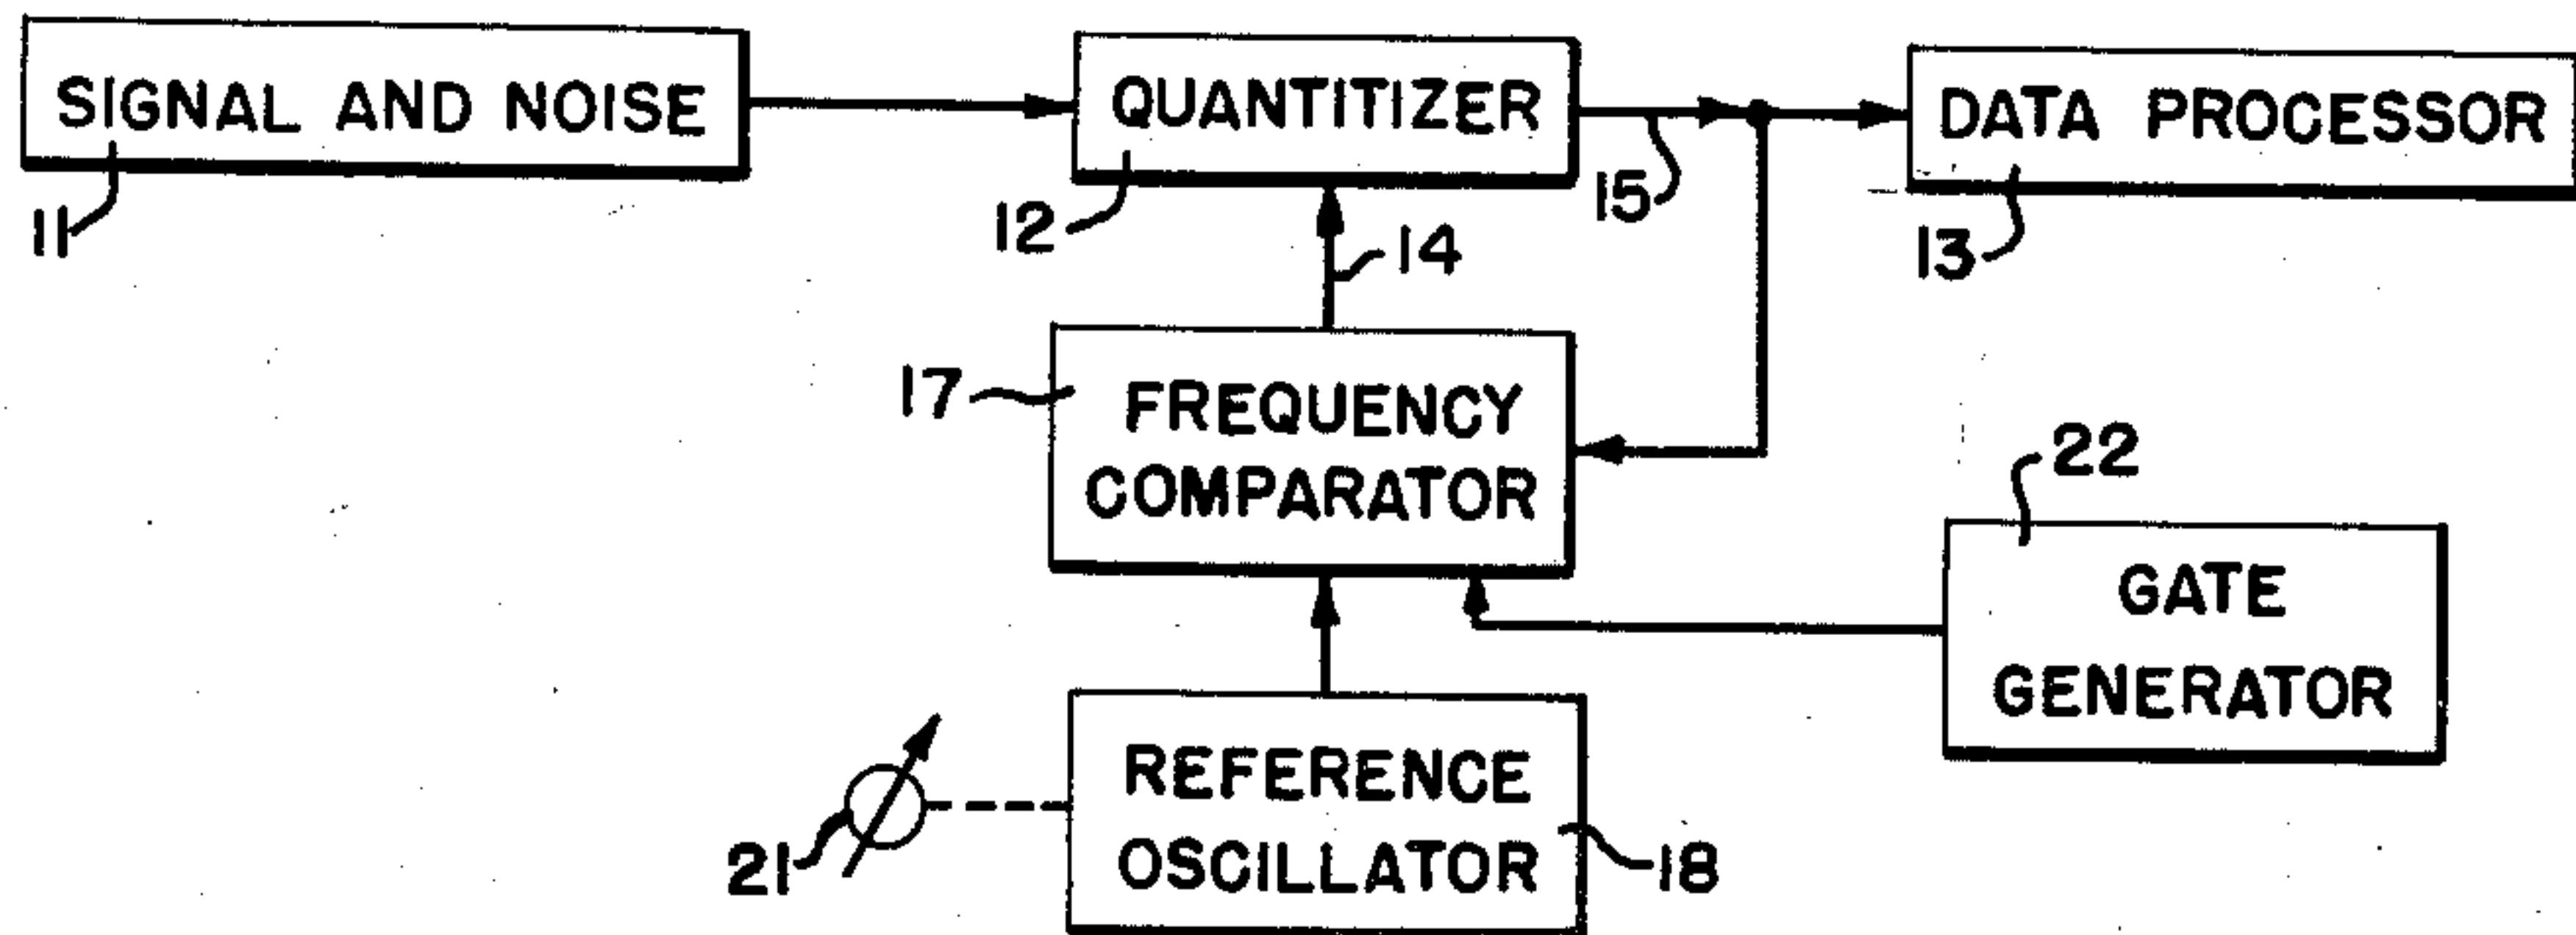 SIGNAL AND NOISE
QUANTITIZER
DATA PROCESSOR
11
12
15
13
14
17
FREQUENCY
COMPARATOR
22
GATE
GENERATOR
REFERENCE
OSCILLATOR
21
18